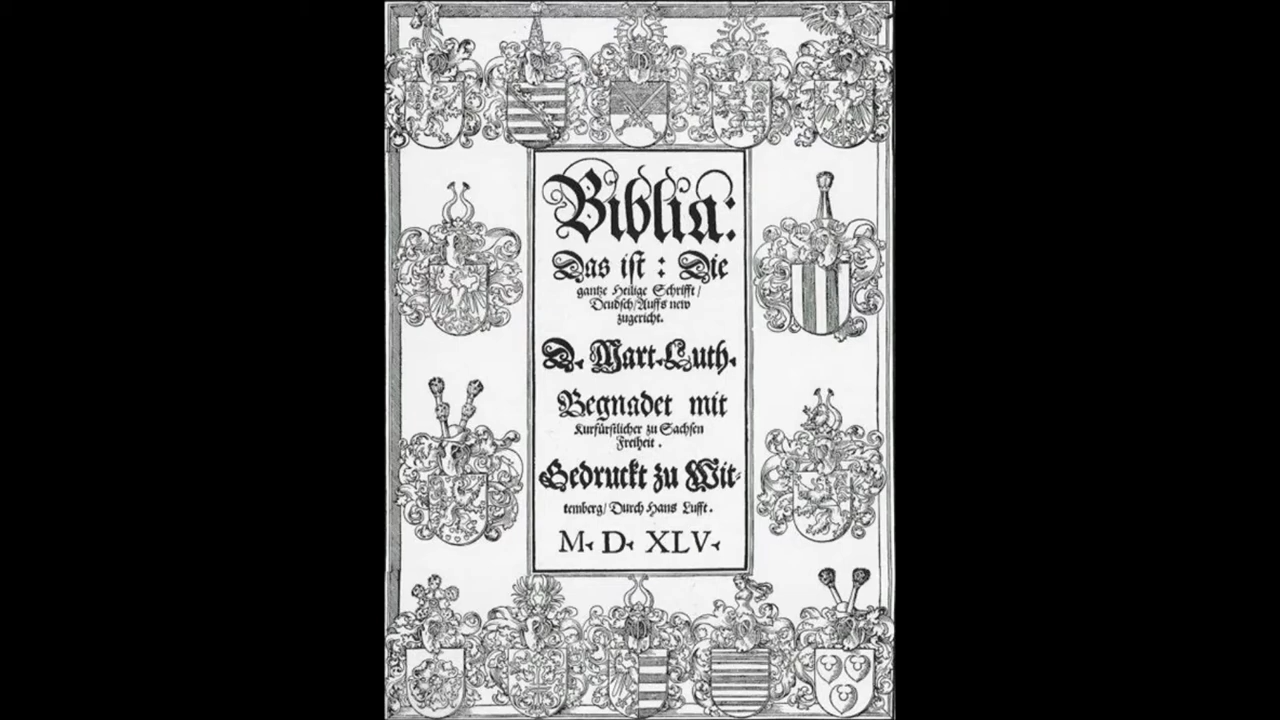 Biblia:
Das ist : Die
gantze Heilige Schrifft /
Deudsch / Auffs new
zugericht.
D. Mart. Luth.
Begnadet mit
Kurfürstlicher zu Sachsen
Freiheit .
Gedruckt zu Wit-
temberg / Durch Hans Lufft .
M. D. XLV.